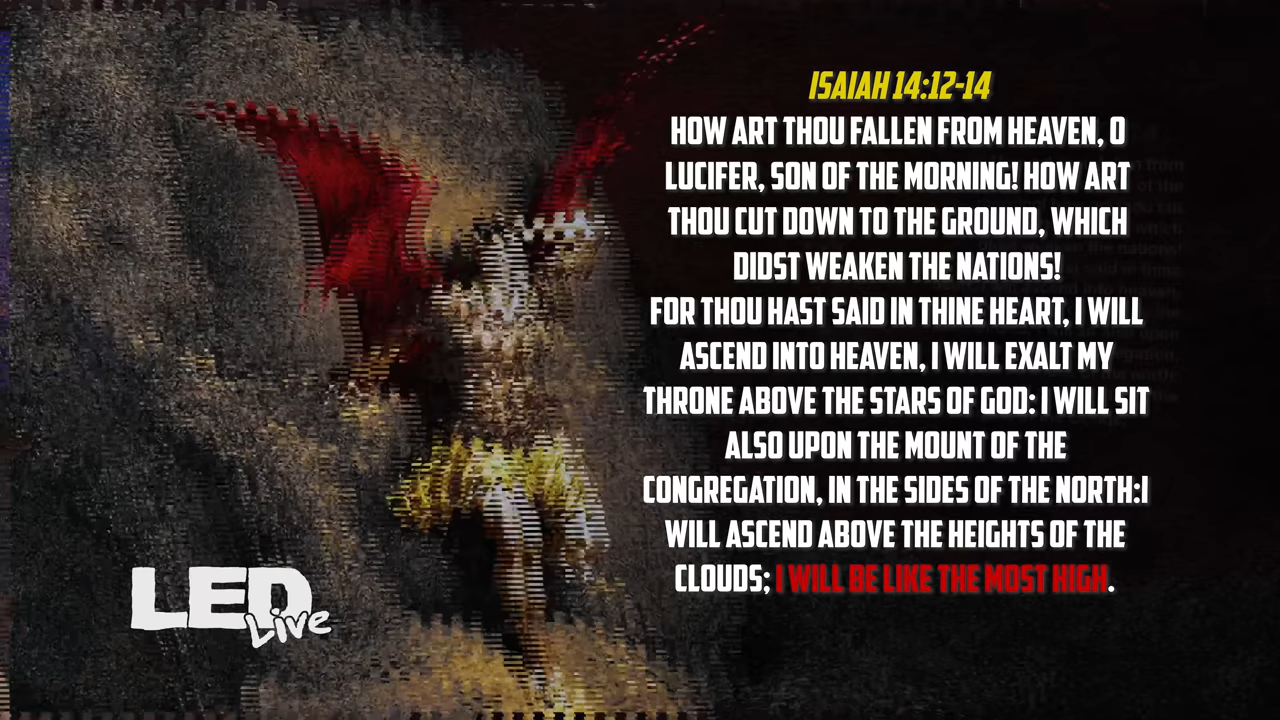 ISAIAH 14:12-14
HOW ART THOU FALLEN FROM HEAVEN, O
LUCIFER, SON OF THE MORNING! HOW ART
THOU CUT DOWN TO THE GROUND, WHICH
DIDST WEAKEN THE NATIONS!
FOR THOU HAST SAID IN THINE HEART, I WILL
ASCEND INTO HEAVEN, I WILL EXALT MY
THRONE ABOVE THE STARS OF GOD: I WILL SIT
ALSO UPON THE MOUNT OF THE
CONGREGATION, IN THE SIDES OF THE NORTH:I
WILL ASCEND ABOVE THE HEIGHTS OF THE
CLOUDS; I WILL BE LIKE THE MOST HIGH.
LED
Live